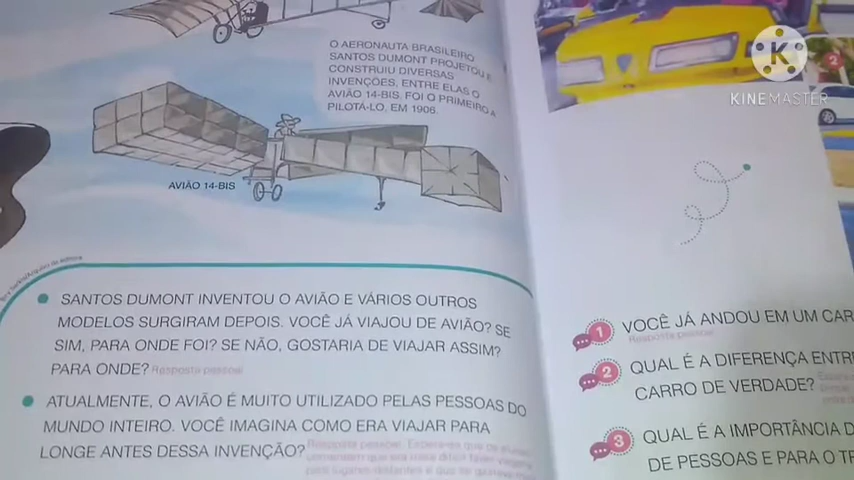 O AERONAUTA BRASILEIRO
SANTOS DUMONT PROJETOU E
CONSTRUIU DIVERSAS
INVENÇÕES, ENTRE ELAS O
AVIÃO 14-BIS. FOI O PRIMEIRO A
PILOTÁ-LO, EM 1906.
AVIÃO 14-BIS
SANTOS DUMONT INVENTOU O AVIÃO E VÁRIOS OUTROS
MODELOS SURGIRAM DEPOIS. VOCÊ JÁ VIAJOU DE AVIÃO? SE
SIM, PARA ONDE FOI? SE NÃO, GOSTARIA DE VIAJAR ASSIM?
PARA ONDE? Resposta pessoal
ATUALMENTE, O AVIÃO É MUITO UTILIZADO PELAS PESSOAS DO
MUNDO INTEIRO. VOCÊ IMAGINA COMO ERA VIAJAR PARA
LONGE ANTES DESSA INVENÇÃO? Resposta pessoal.
K
KINEMASTER
2
1 VOCÊ JÁ ANDOU EM UM CAR
Resposta pessoal
2 QUAL É A DIFERENÇA ENTRE
CARRO DE VERDADE?
3 QUAL É A IMPORTÂNCIA D
DE PESSOAS E PARA O TR